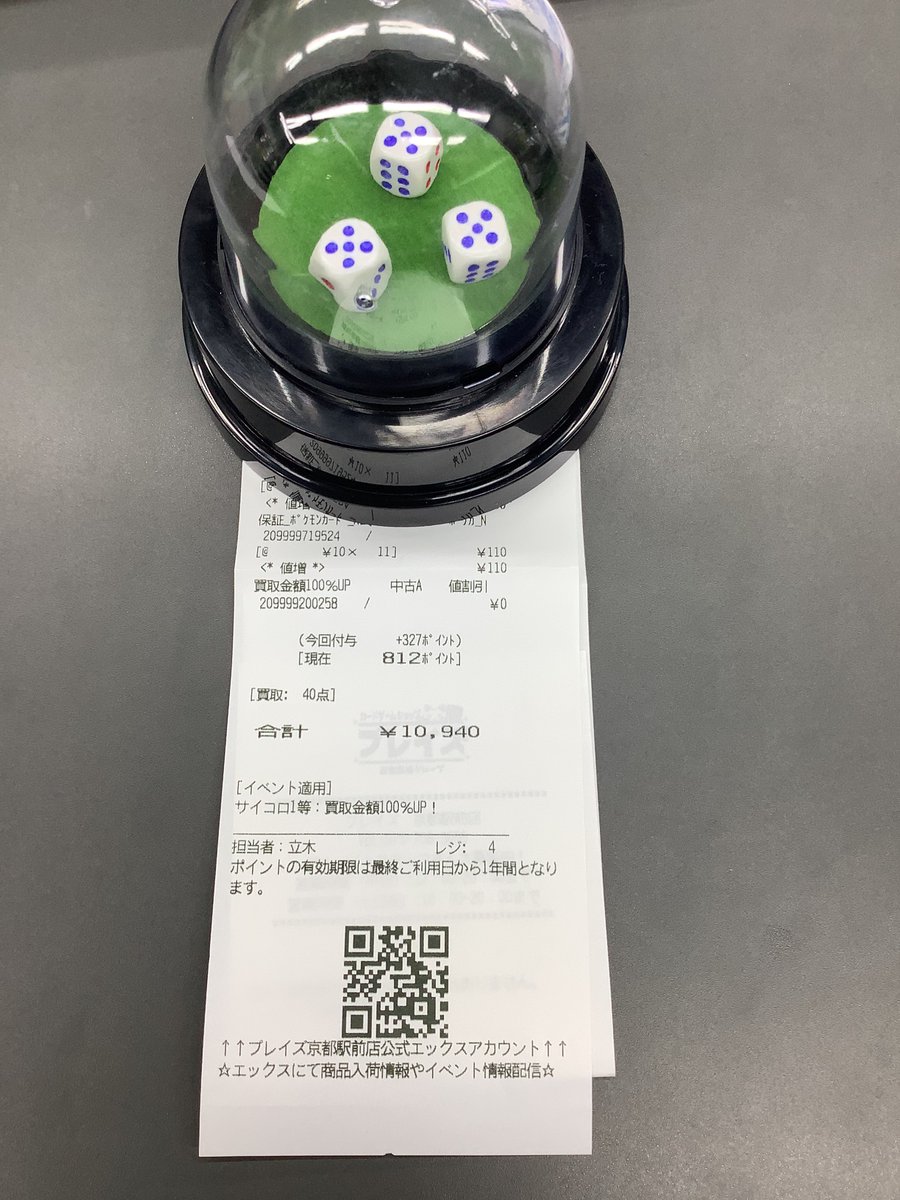 <* 値増
保証_ポケモンカード
209999719524 /
[@ ¥10× 11] ¥110
<* 値増 *> ¥110
買取金額100%UP 中古A 値割引
209999200258 / ¥0
(今回付与 +327ポイント)
[現在 812ポイント]
[買取: 40点]
合計 ¥10,940
[イベント適用]
サイコロ1等:買取金額100%UP!
担当者:立木 レジ: 4
ポイントの有効期限は最終ご利用日から1年間となり
ます。
↑↑プレイズ京都駅前店公式エックスアカウント↑↑
☆エックスにて商品入荷情報やイベント情報配信☆